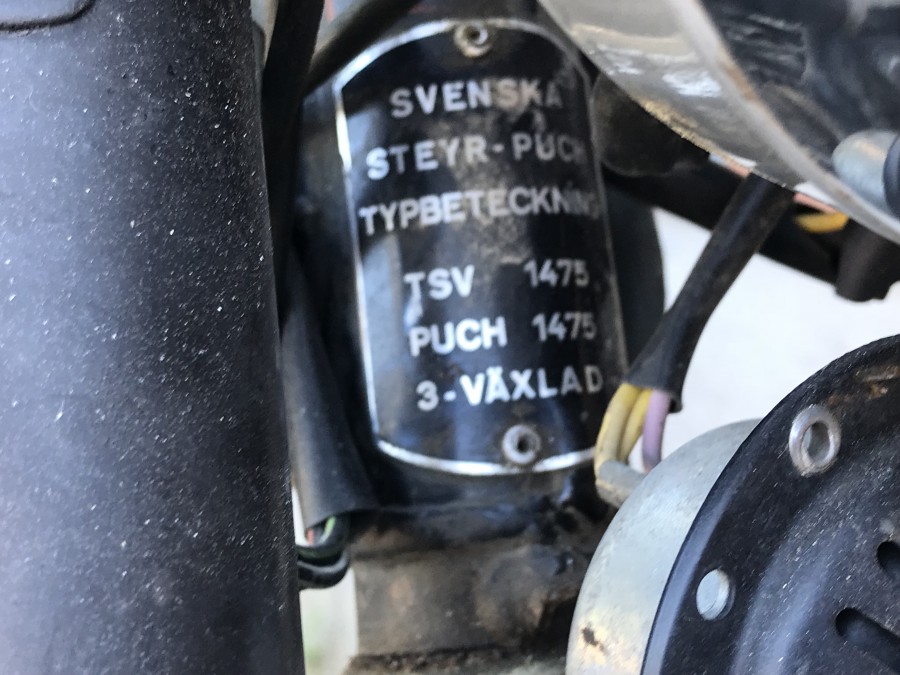 SVENSKA
STEYR-PUCH
TYPBETECKNING
TSV 1475
PUCH 1475
3-VÄXLAD